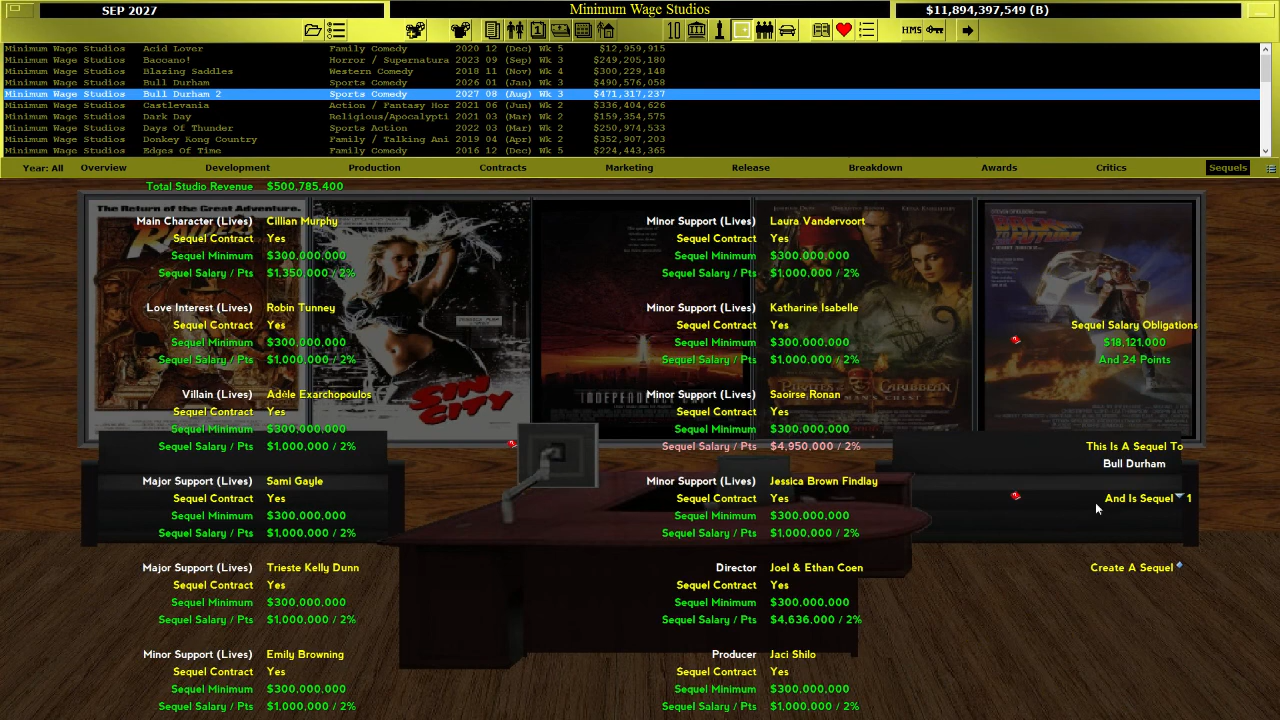 SEP 2027
Minimum Wage Studios
$11,894,397,549 (B)
10
1
HMS
Minimum Wage Studios Acid Lover Family Comedy 2020 12 (Dec) Wk 5 $12,959,915
Minimum Wage Studios Baccano! Horror / Supernatura 2023 09 (Sep) Wk 3 $249,205,180
Minimum Wage Studios Blazing Saddles Western Comedy 2018 11 (Nov) Wk 4 $300,229,148
Minimum Wage Studios Bull Durham Sports Comedy 2026 01 (Jan) Wk 3 $490,576,058
Minimum Wage Studios Bull Durham 2 Sports Comedy 2027 08 (Aug) Wk 3 $471,317,237
Minimum Wage Studios Castlevania Action / Fantasy Hor 2021 06 (Jun) Wk 2 $336,404,626
Minimum Wage Studios Dark Day Religious/Apocalypti 2021 03 (Mar) Wk 2 $159,354,575
Minimum Wage Studios Days Of Thunder Sports Action 2022 03 (Mar) Wk 2 $250,974,533
Minimum Wage Studios Donkey Kong Country Family / Talking Ani 2019 04 (Apr) Wk 2 $352,907,203
Minimum Wage Studios Edges Of Time 2016 12 (Dec) Wk 5 $224,443,365
Year: All Overview Development Production Contracts Marketing Release Breakdown Awards Critics Sequels
Total Studio Revenue $500,785,400
The Return of the Great Adventure.
Main Character (Lives) Cillian Murphy
Sequel Contract Yes
Sequel Minimum $300,000,000
Sequel Salary / Pts $1,350,000 / 2%
Love Interest (Lives) Robin Tunney
Sequel Contract Yes
Sequel Minimum $300,000,000
Sequel Salary / Pts $1,000,000 / 2%
Villain (Lives) Adèle Exarchopoulos
Sequel Contract Yes
Sequel Minimum $300,000,000
Sequel Salary / Pts $1,000,000 / 2%
Major Support (Lives) Sami Gayle
Sequel Contract Yes
Sequel Minimum $300,000,000
Sequel Salary / Pts $1,000,000 / 2%
Major Support (Lives) Trieste Kelly Dunn
Sequel Contract Yes
Sequel Minimum $300,000,000
Sequel Salary / Pts $1,000,000 / 2%
Minor Support (Lives) Emily Browning
Sequel Contract Yes
Sequel Minimum $300,000,000
Sequel Salary / Pts $1,000,000 / 2%
Minor Support (Lives) Laura Vandervoort
Sequel Contract Yes
Sequel Minimum $300,000,000
Sequel Salary / Pts $1,000,000 / 2%
Minor Support (Lives) Katharine Isabelle
Sequel Contract Yes
Sequel Minimum $300,000,000
Sequel Salary / Pts $1,000,000 / 2%
Minor Support (Lives) Saoirse Ronan
Sequel Contract Yes
Sequel Minimum $300,000,000
Sequel Salary / Pts $4,950,000 / 2%
Minor Support (Lives) Jessica Brown Findlay
Sequel Contract Yes
Sequel Minimum $300,000,000
Sequel Salary / Pts $1,000,000 / 2%
Director Joel & Ethan Coen
Sequel Contract Yes
Sequel Minimum $300,000,000
Sequel Salary / Pts $4,636,000 / 2%
Producer Jaci Shilo
Sequel Contract Yes
Sequel Minimum $300,000,000
Sequel Salary / Pts $1,000,000 / 2%
Sequel Salary Obligations
$18,121,000
And 24 Points
This Is A Sequel To
Bull Durham
And Is Sequel 1
Create A Sequel
SIN
CITY